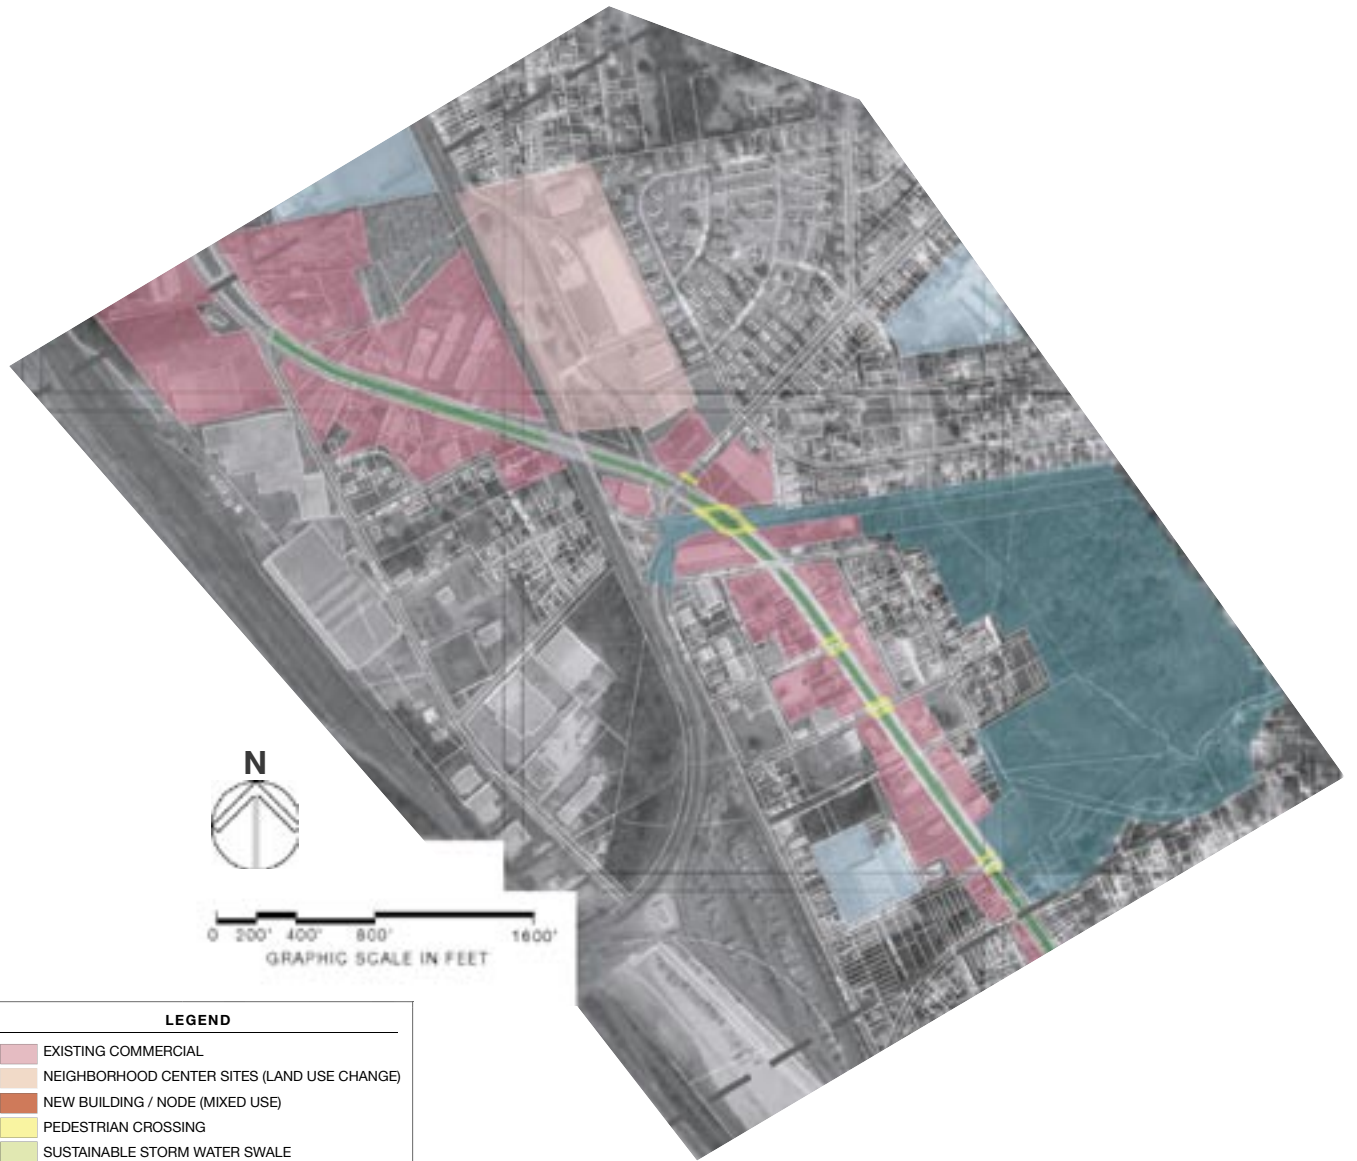 N
0 200' 400' 800' 1600'
GRAPHIC SCALE IN FEET
LEGEND
EXISTING COMMERCIAL
NEIGHBORHOOD CENTER SITES (LAND USE CHANGE)
NEW BUILDING / NODE (MIXED USE)
PEDESTRIAN CROSSING
SUSTAINABLE STORM WATER SWALE